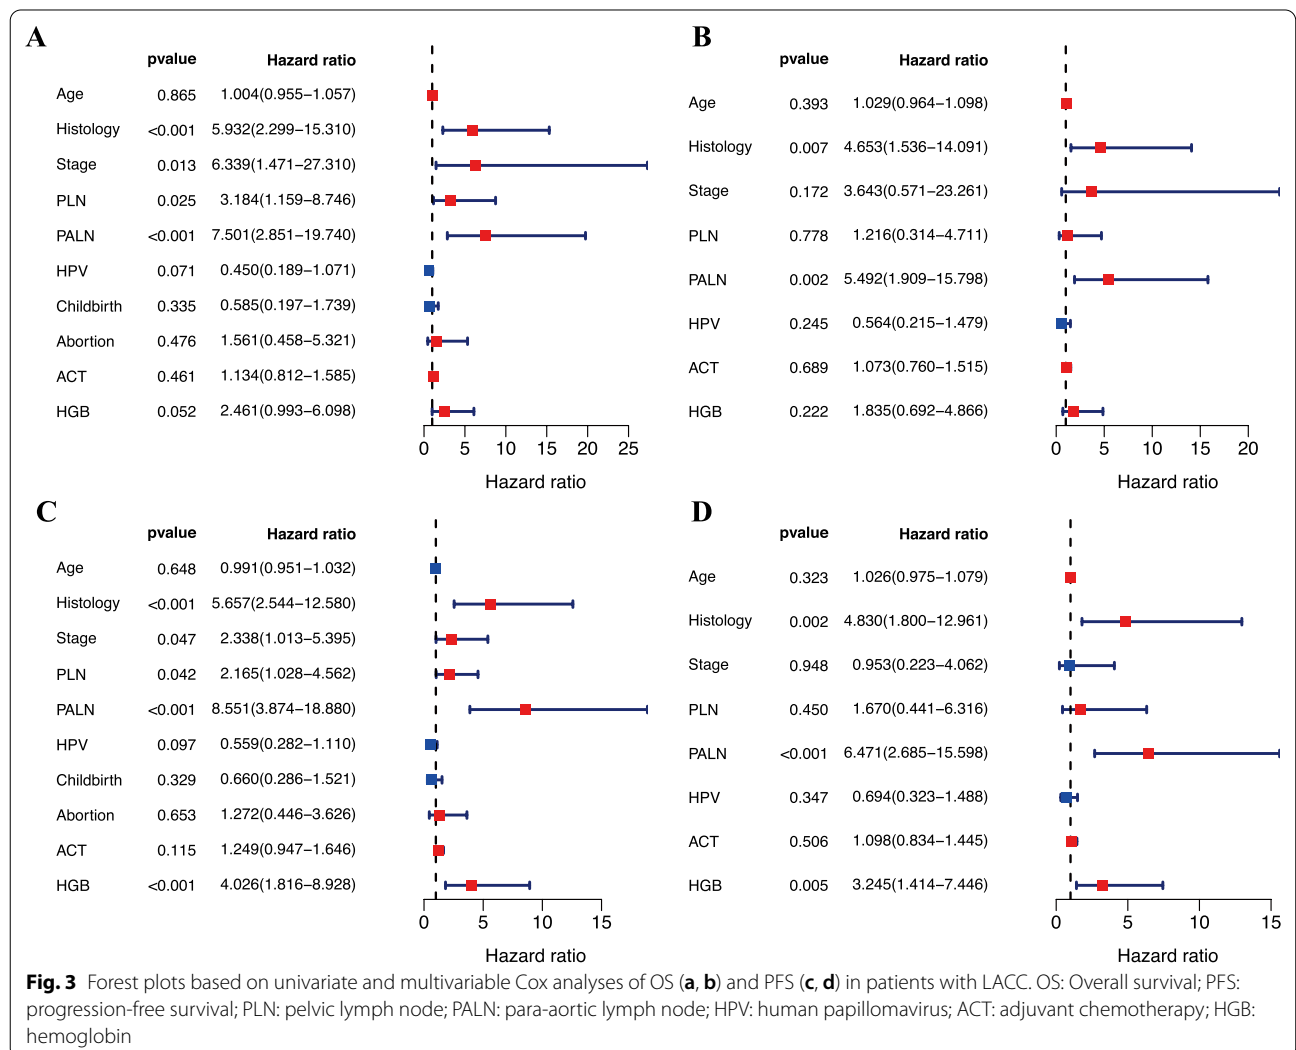 A
pvalue Hazard ratio
Age 0.865 1.004(0.955−1.057)
Histology <0.001 5.932(2.299−15.310)
Stage 0.013 6.339(1.471−27.310)
PLN 0.025 3.184(1.159−8.746)
PALN <0.001 7.501(2.851−19.740)
HPV 0.071 0.450(0.189−1.071)
Childbirth 0.335 0.585(0.197−1.739)
Abortion 0.476 1.561(0.458−5.321)
ACT 0.461 1.134(0.812−1.585)
HGB 0.052 2.461(0.993−6.098)
0 5 10 15 20 25
Hazard ratio
B
pvalue Hazard ratio
Age 0.393 1.029(0.964−1.098)
Histology 0.007 4.653(1.536−14.091)
Stage 0.172 3.643(0.571−23.261)
PLN 0.778 1.216(0.314−4.711)
PALN 0.002 5.492(1.909−15.798)
HPV 0.245 0.564(0.215−1.479)
ACT 0.689 1.073(0.760−1.515)
HGB 0.222 1.835(0.692−4.866)
0 5 10 15 20
Hazard ratio
C
pvalue Hazard ratio
Age 0.648 0.991(0.951−1.032)
Histology <0.001 5.657(2.544−12.580)
Stage 0.047 2.338(1.013−5.395)
PLN 0.042 2.165(1.028−4.562)
PALN <0.001 8.551(3.874−18.880)
HPV 0.097 0.559(0.282−1.110)
Childbirth 0.329 0.660(0.286−1.521)
Abortion 0.653 1.272(0.446−3.626)
ACT 0.115 1.249(0.947−1.646)
HGB <0.001 4.026(1.816−8.928)
0 5 10 15
Hazard ratio
D
pvalue Hazard ratio
Age 0.323 1.026(0.975−1.079)
Histology 0.002 4.830(1.800−12.961)
Stage 0.948 0.953(0.223−4.062)
PLN 0.450 1.670(0.441−6.316)
PALN <0.001 6.471(2.685−15.598)
HPV 0.347 0.694(0.323−1.488)
ACT 0.506 1.098(0.834−1.445)
HGB 0.005 3.245(1.414−7.446)
0 5 10 15
Hazard ratio
Fig. 3 Forest plots based on univariate and multivariable Cox analyses of OS (a, b) and PFS (c, d) in patients with LACC. OS: Overall survival; PFS:
progression-free survival; PLN: pelvic lymph node; PALN: para-aortic lymph node; HPV: human papillomavirus; ACT: adjuvant chemotherapy; HGB:
hemoglobin